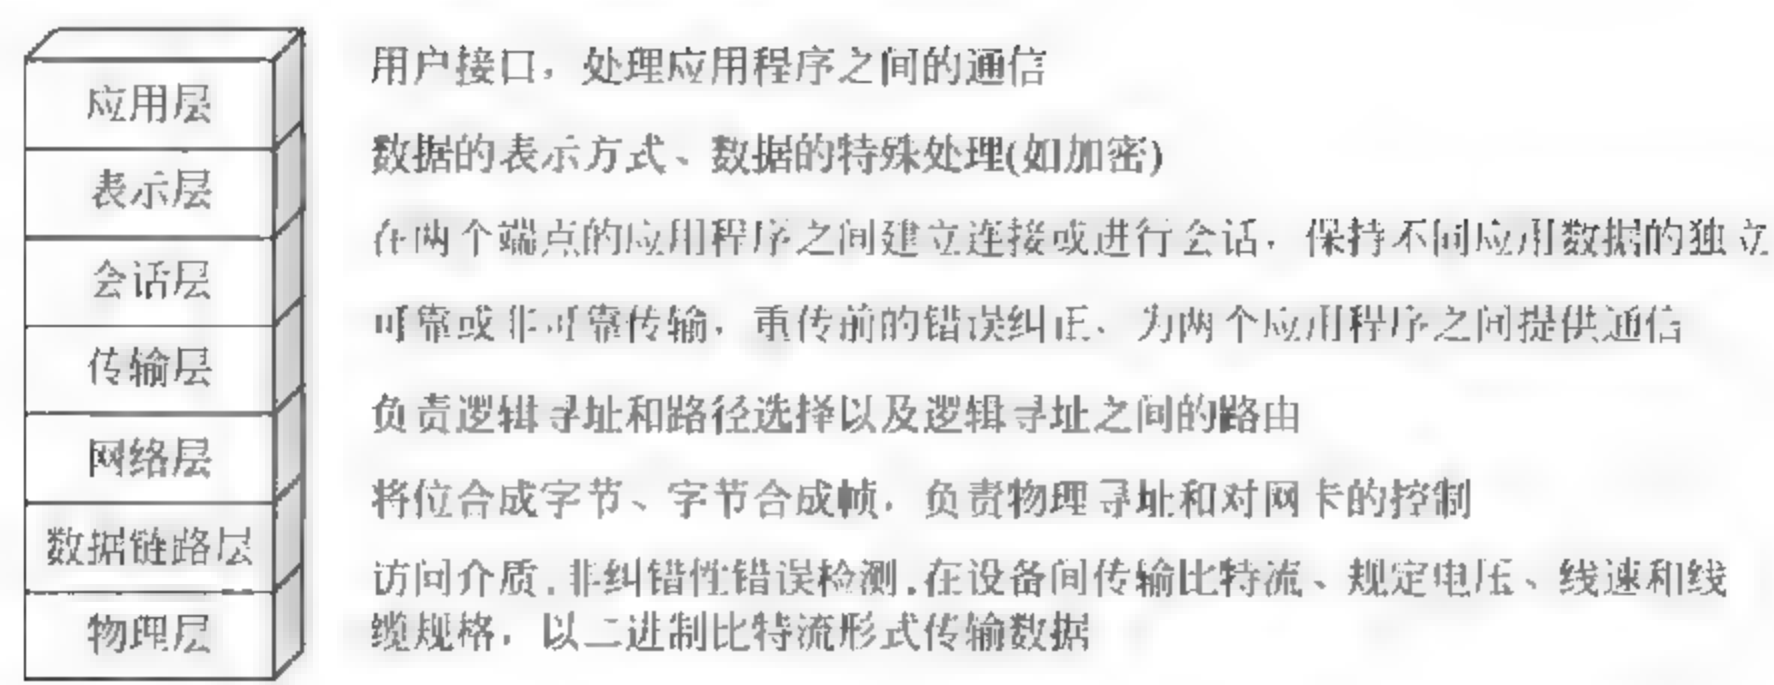 应用层
用户接口，处理应用程序之间的通信
表示层
数据的表示方式、数据的特殊处理(如加密)
会话层
在两个端点的应用程序之间建立连接或进行会话，保持不同应用数据的独立
传输层
可靠或非可靠传输，重传前的错误纠正、为两个应用程序之间提供通信
网络层
负责逻辑寻址和路径选择以及逻辑寻址之间的路由
数据链路层
将位合成字节、字节合成帧，负责物理寻址和对网卡的控制
物理层
访问介质,非纠错性错误检测,在设备间传输比特流、规定电压、线速和线
缆规格，以二进制比特流形式传输数据